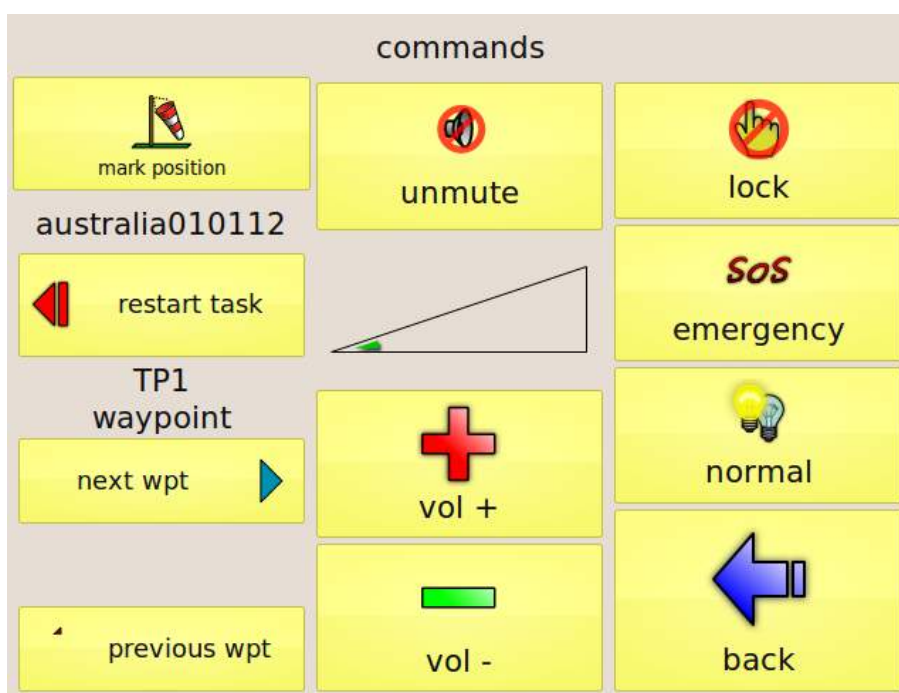 commands
mark position
australia010112
restart task
TP1
waypoint
next wpt
previous wpt
unmute
vol +
vol -
lock
SoS
emergency
normal
back